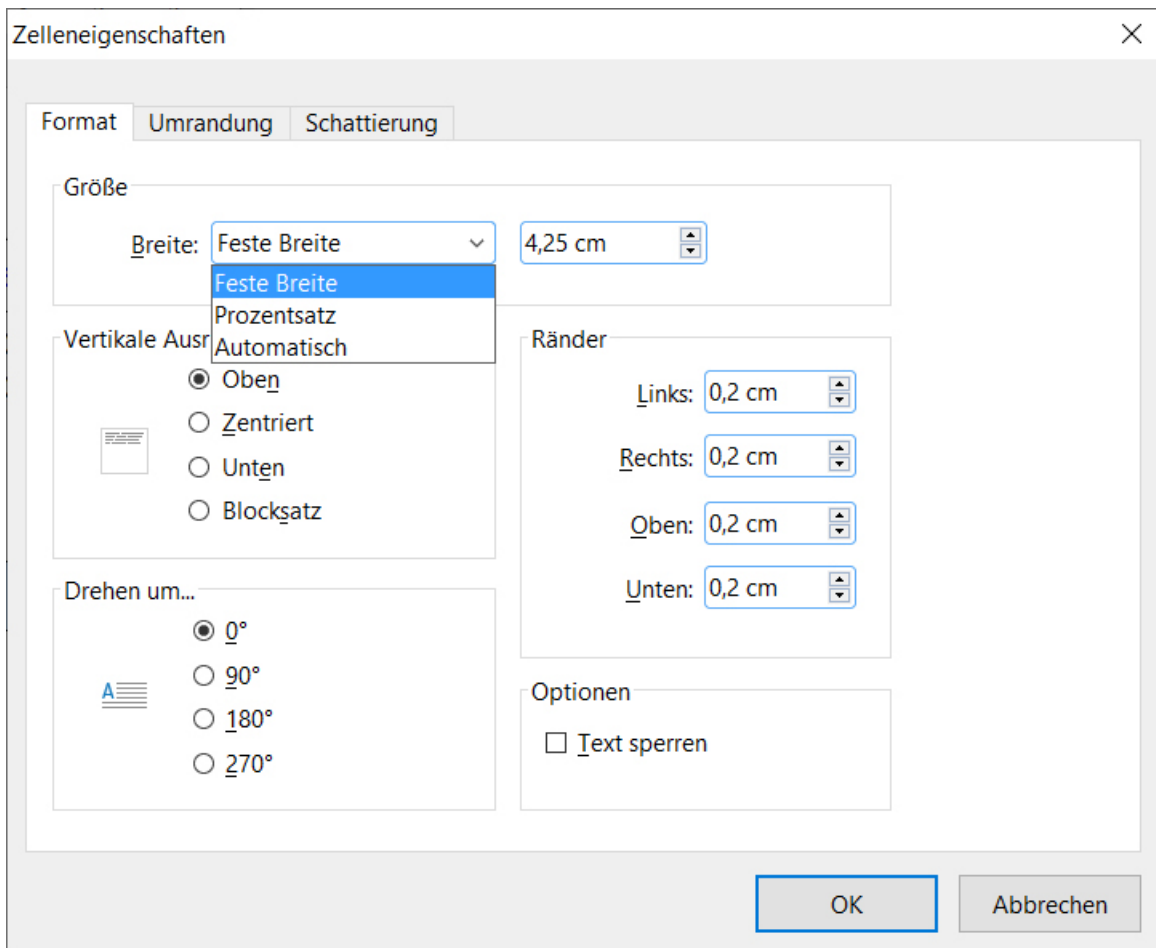 Zelleneigenschaften
Format Umrandung Schattierung
Größe
Breite: Feste Breite 4,25 cm
Feste Breite
Prozentsatz
Automatisch
Vertikale Ausr
Oben
Zentriert
Unten
Blocksatz
Ränder
Links: 0,2 cm
Rechts: 0,2 cm
Oben: 0,2 cm
Unten: 0,2 cm
Drehen um...
A
0°
90°
180°
270°
Optionen
Text sperren
OK Abbrechen